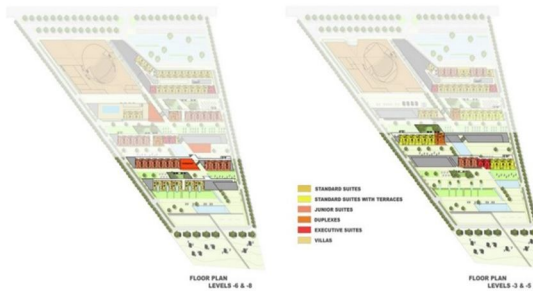 STANDARD SUITES
STANDARD SUITES WITH TERRACES
JUNIOR SUITES
DUPLEXES
EXECUTIVE SUITES
VILLAS
FLOOR PLAN
LEVELS -6 & -8
FLOOR PLAN
LEVELS -3 & -5